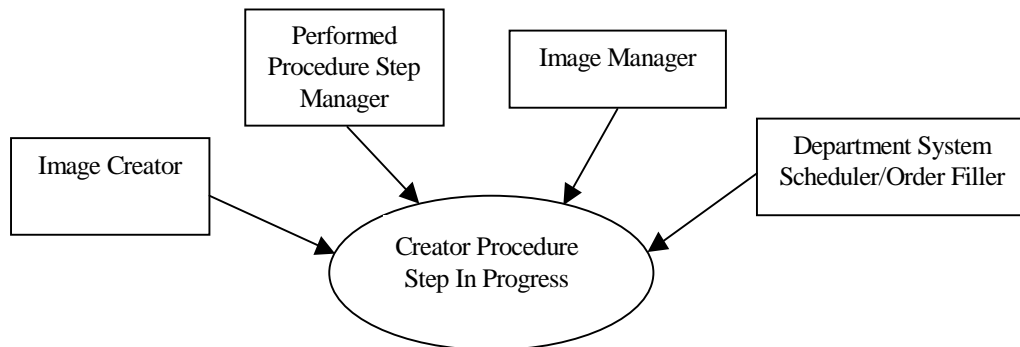 Performed
Procedure Step
Manager
Image Manager
Image Creator
Department System
Scheduler/Order Filler
Creator Procedure
Step In Progress